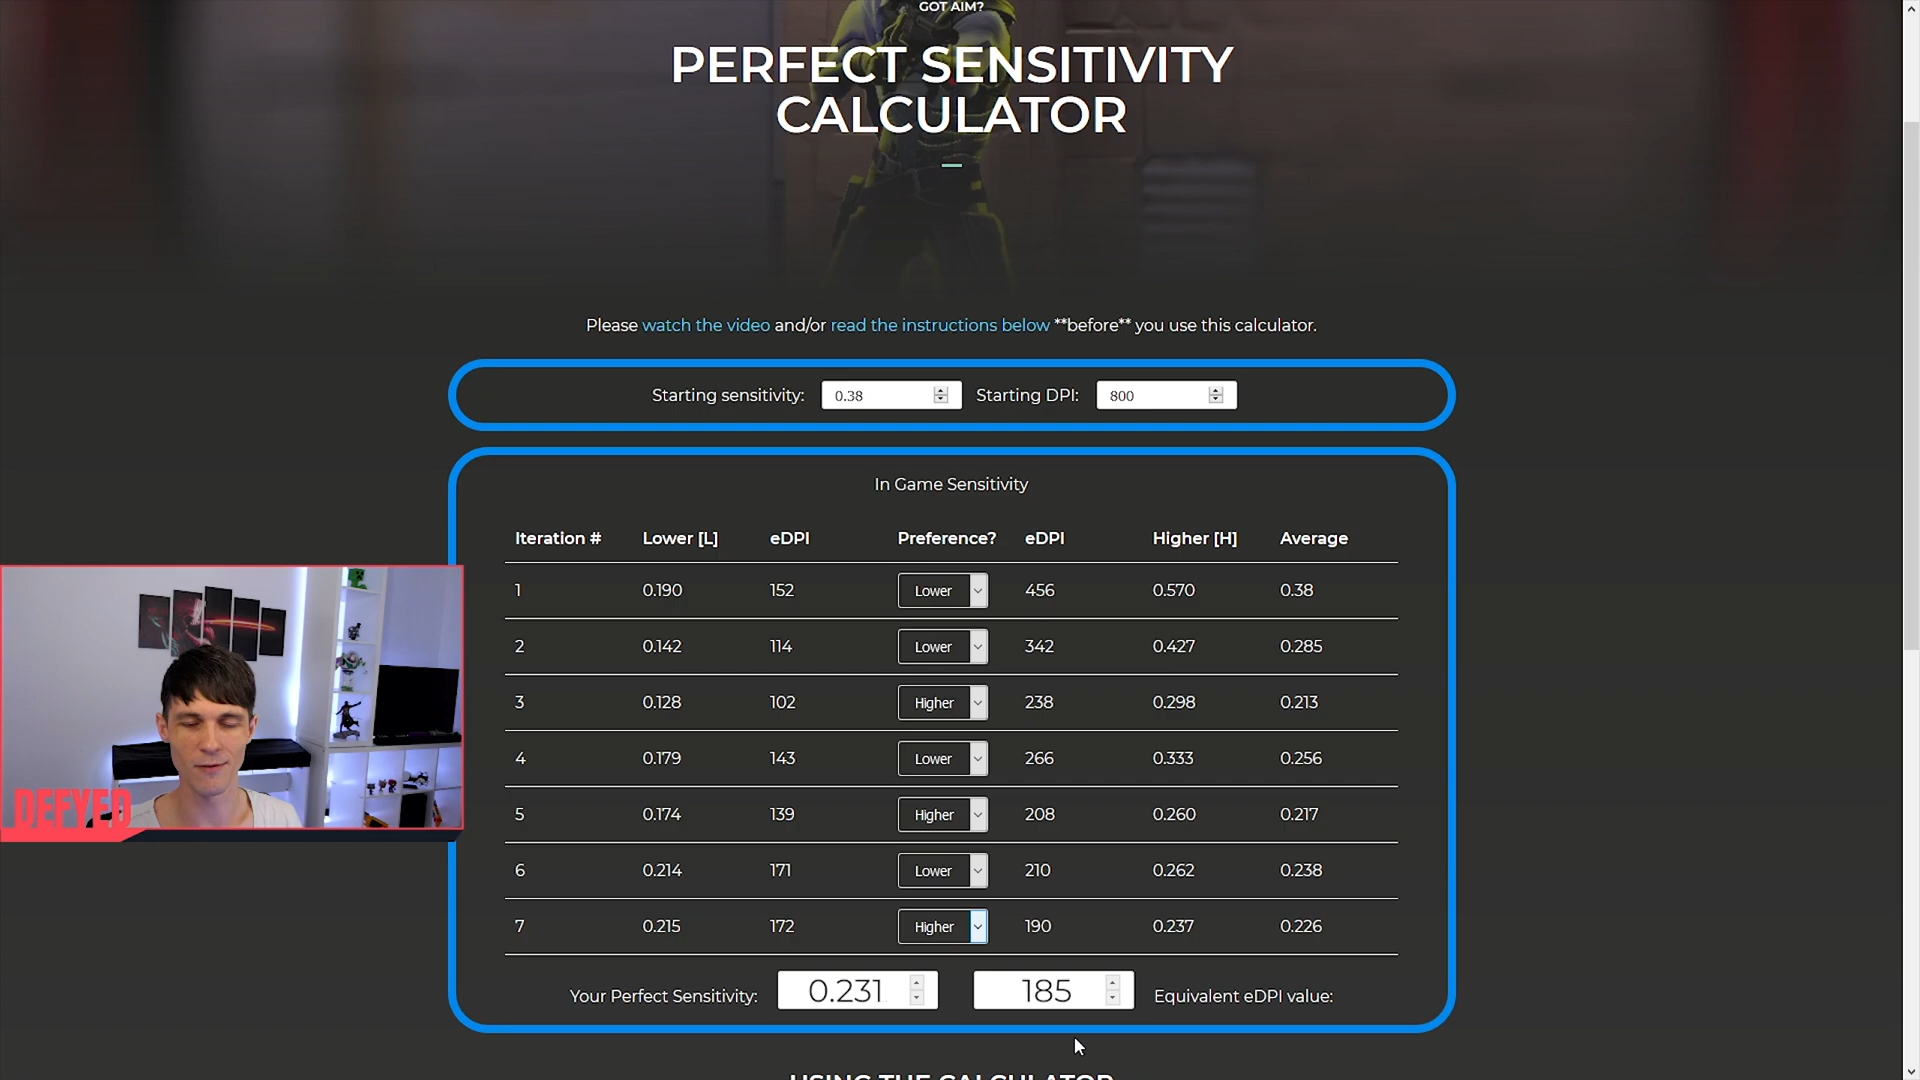 GOT AIM?
PERFECT SENSITIVITY
CALCULATOR
Please watch the video and/or read the instructions below **before** you use this calculator.
Starting sensitivity: 0.38 Starting DPI: 800
In Game Sensitivity
Iteration # Lower [L] eDPI Preference? eDPI Higher [H] Average
1 0.190 152 Lower 456 0.570 0.38
2 0.142 114 Lower 342 0.427 0.285
3 0.128 102 Higher 238 0.298 0.213
4 0.179 143 Lower 266 0.333 0.256
5 0.174 139 Higher 208 0.260 0.217
6 0.214 171 Lower 210 0.262 0.238
7 0.215 172 Higher 190 0.237 0.226
Your Perfect Sensitivity: 0.231 185 Equivalent eDPI value:
USING THE CALCULATOR
DEFYED